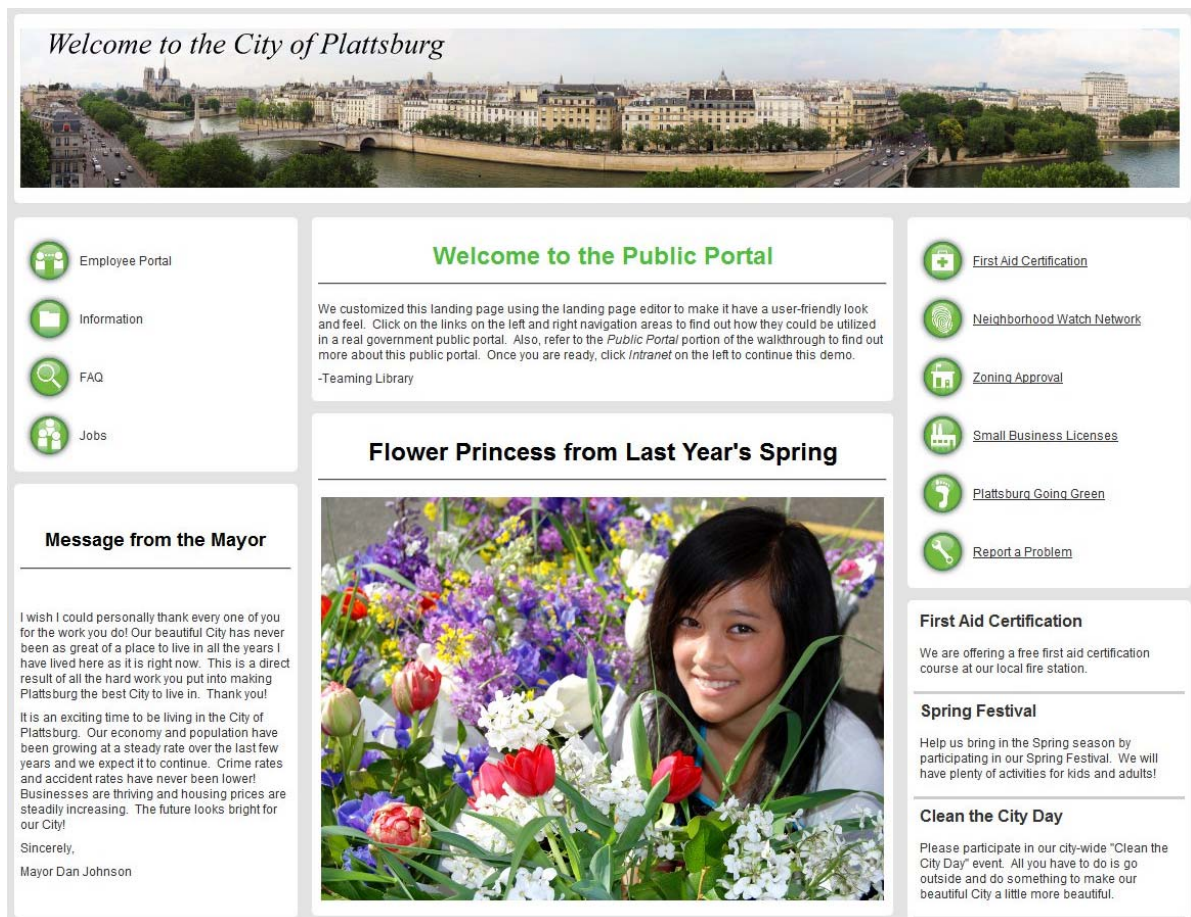 Welcome to the City of Plattsburg
Employee Portal
Information
FAQ
Jobs
Message from the Mayor
I wish I could personally thank every one of you
for the work you do! Our beautiful City has never
been as great of a place to live in all the years I
have lived here as it is right now. This is a direct
result of all the hard work you put into making
Plattsburg the best City to live in. Thank you!
It is an exciting time to be living in the City of
Plattsburg. Our economy and population have
been growing at a steady rate over the last few
years and we expect it to continue. Crime rates
and accident rates have never been lower!
Businesses are thriving and housing prices are
steadily increasing. The future looks bright for
our City!
Sincerely,
Mayor Dan Johnson
Welcome to the Public Portal
We customized this landing page using the landing page editor to make it have a user-friendly look
and feel. Click on the links on the left and right navigation areas to find out how they could be utilized
in a real government public portal. Also, refer to the Public Portal portion of the walkthrough to find out
more about this public portal. Once you are ready, click Intranet on the left to continue this demo.
-Teaming Library
Flower Princess from Last Year's Spring
First Aid Certification
Neighborhood Watch Network
Zoning Approval
Small Business Licenses
Plattsburg Going Green
Report a Problem
First Aid Certification
We are offering a free first aid certification
course at our local fire station.
Spring Festival
Help us bring in the Spring season by
participating in our Spring Festival. We will
have plenty of activities for kids and adults!
Clean the City Day
Please participate in our city-wide "Clean the
City Day" event. All you have to do is go
outside and do something to make our
beautiful City a little more beautiful.